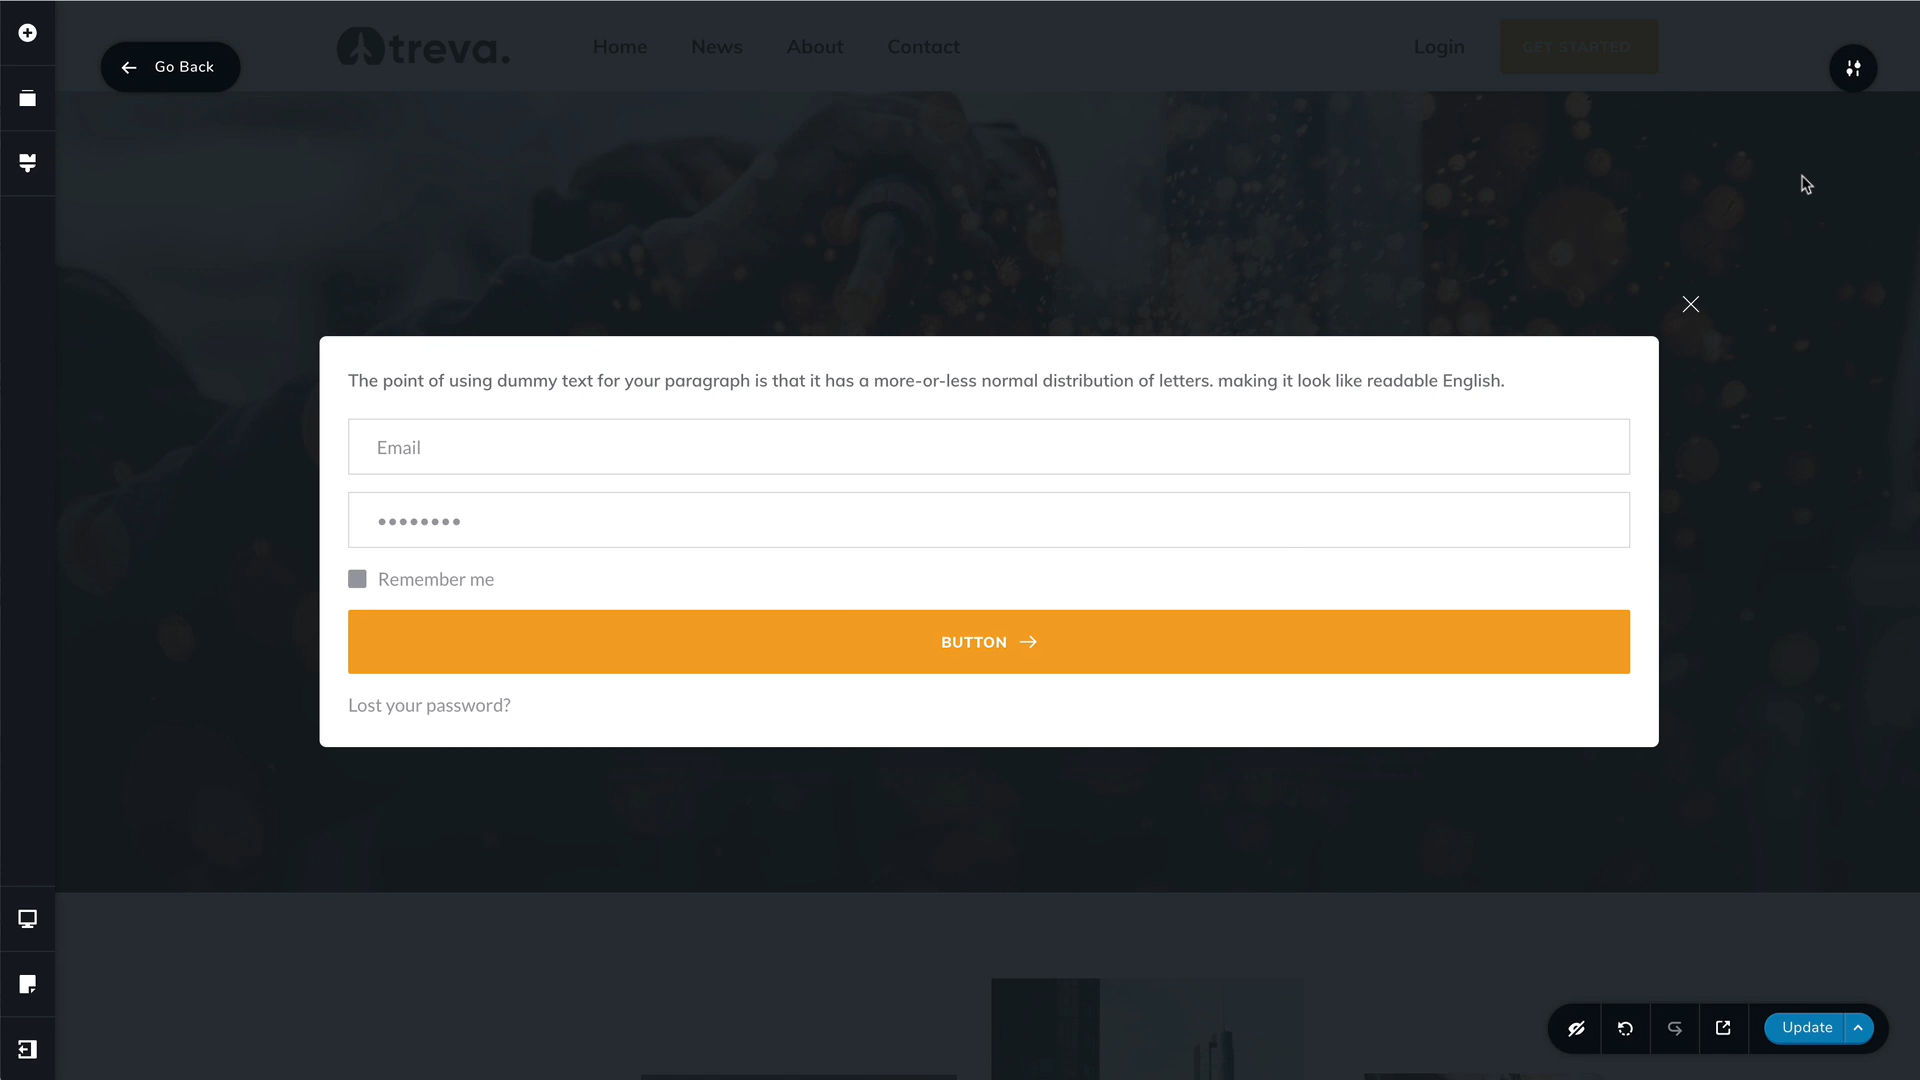 Go Back
treva.
Home
News
About
Contact
Login
GET STARTED
The point of using dummy text for your paragraph is that it has a more-or-less normal distribution of letters. making it look like readable English.
Email
Remember me
BUTTON
Lost your password?
Update